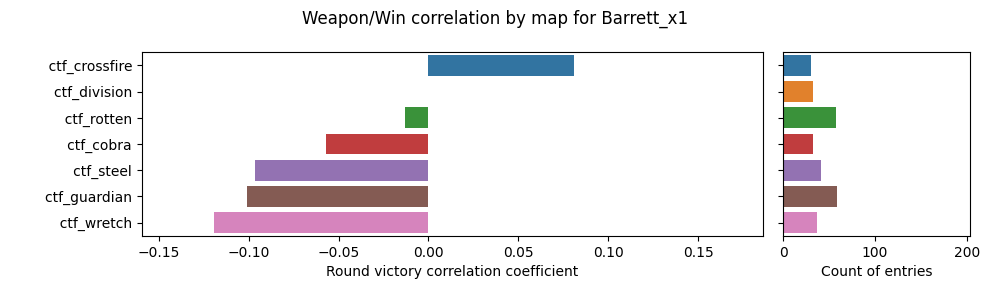 Weapon/Win correlation by map for Barrett_x1
ctf_crossfire
ctf_division
ctf_rotten
ctf_cobra
ctf_steel
ctf_guardian
ctf_wretch
−0.15 −0.10 −0.05 0.00 0.05 0.10 0.15
0 100 200
Round victory correlation coefficient
Count of entries